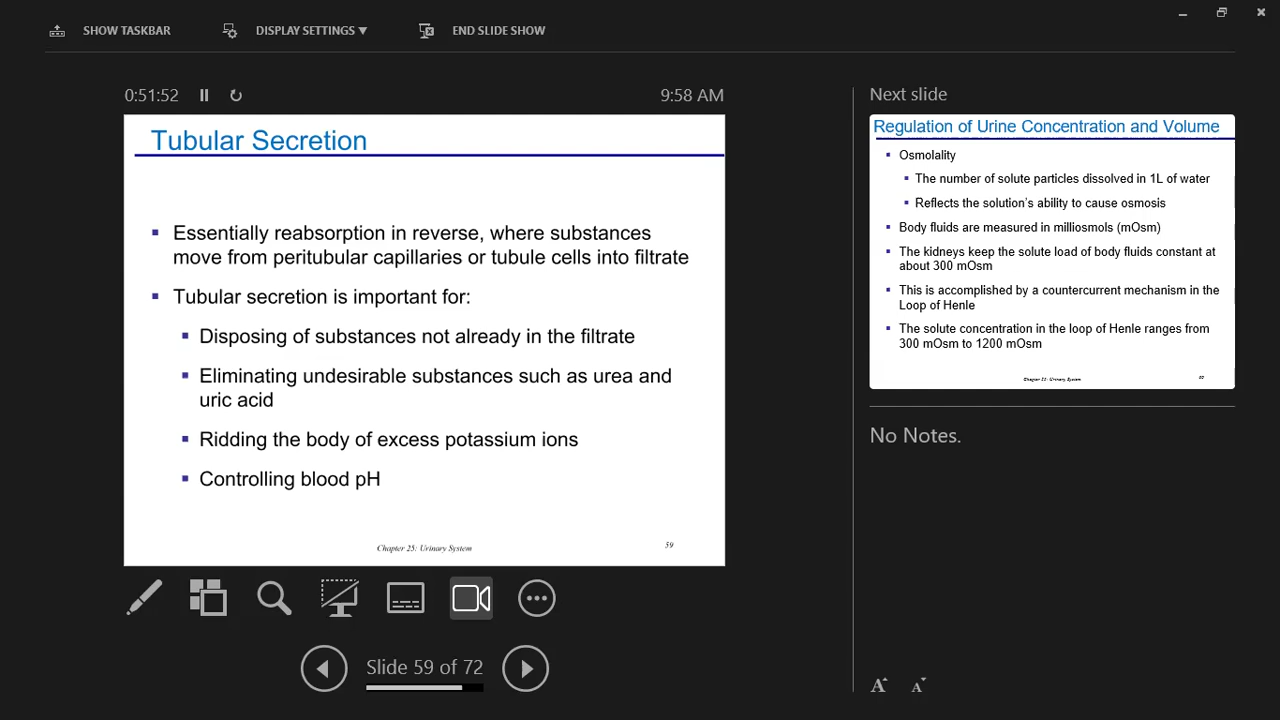 SHOW TASKBAR
DISPLAY SETTINGS ▾
END SLIDE SHOW
0:51:52
9:58 AM
Tubular Secretion
▪ Essentially reabsorption in reverse, where substances
move from peritubular capillaries or tubule cells into filtrate
▪ Tubular secretion is important for:
▪ Disposing of substances not already in the filtrate
▪ Eliminating undesirable substances such as urea and
uric acid
▪ Ridding the body of excess potassium ions
▪ Controlling blood pH
Chapter 25: Urinary System
59
Slide 59 of 72
Next slide
Regulation of Urine Concentration and Volume
▪ Osmolality
▪ The number of solute particles dissolved in 1L of water
▪ Reflects the solution's ability to cause osmosis
▪ Body fluids are measured in milliosmols (mOsm)
▪ The kidneys keep the solute load of body fluids constant at
about 300 mOsm
▪ This is accomplished by a countercurrent mechanism in the
Loop of Henle
▪ The solute concentration in the loop of Henle ranges from
300 mOsm to 1200 mOsm
Chapter 25: Urinary System
No Notes.
A
A